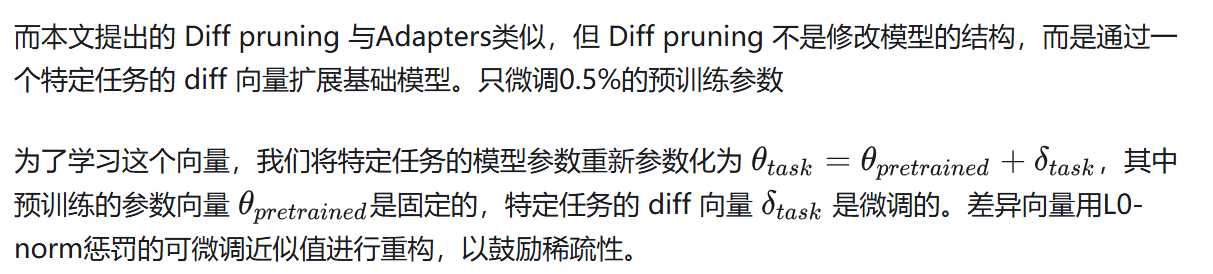 而本文提出的 Diff pruning 与Adapters类似，但 Diff pruning 不是修改模型的结构，而是通过一
个特定任务的 diff 向量扩展基础模型。只微调0.5%的预训练参数
为了学习这个向量，我们将特定任务的模型参数重新参数化为 θ_{task} = θ_{pretrained} + δ_{task}，其中
预训练的参数向量 θ_{pretrained}是固定的，特定任务的 diff 向量 δ_{task} 是微调的。差异向量用L0-
norm惩罚的可微调近似值进行重构，以鼓励稀疏性。